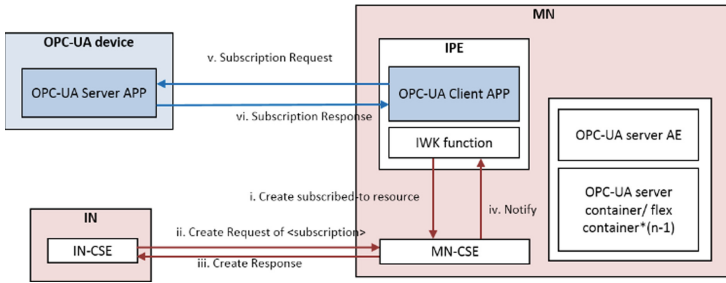 MN
OPC-UA device
IPE
v. Subscription Request
OPC-UA Server APP
OPC-UA Client APP
vi. Subscription Response
IWK function
OPC-UA server AE
OPC-UA server
container/ flex
container*(n-1)
i. Create subscribed-to resource
iv. Notify
IN
ii. Create Request of <subscription>
IN-CSE
MN-CSE
iii. Create Response